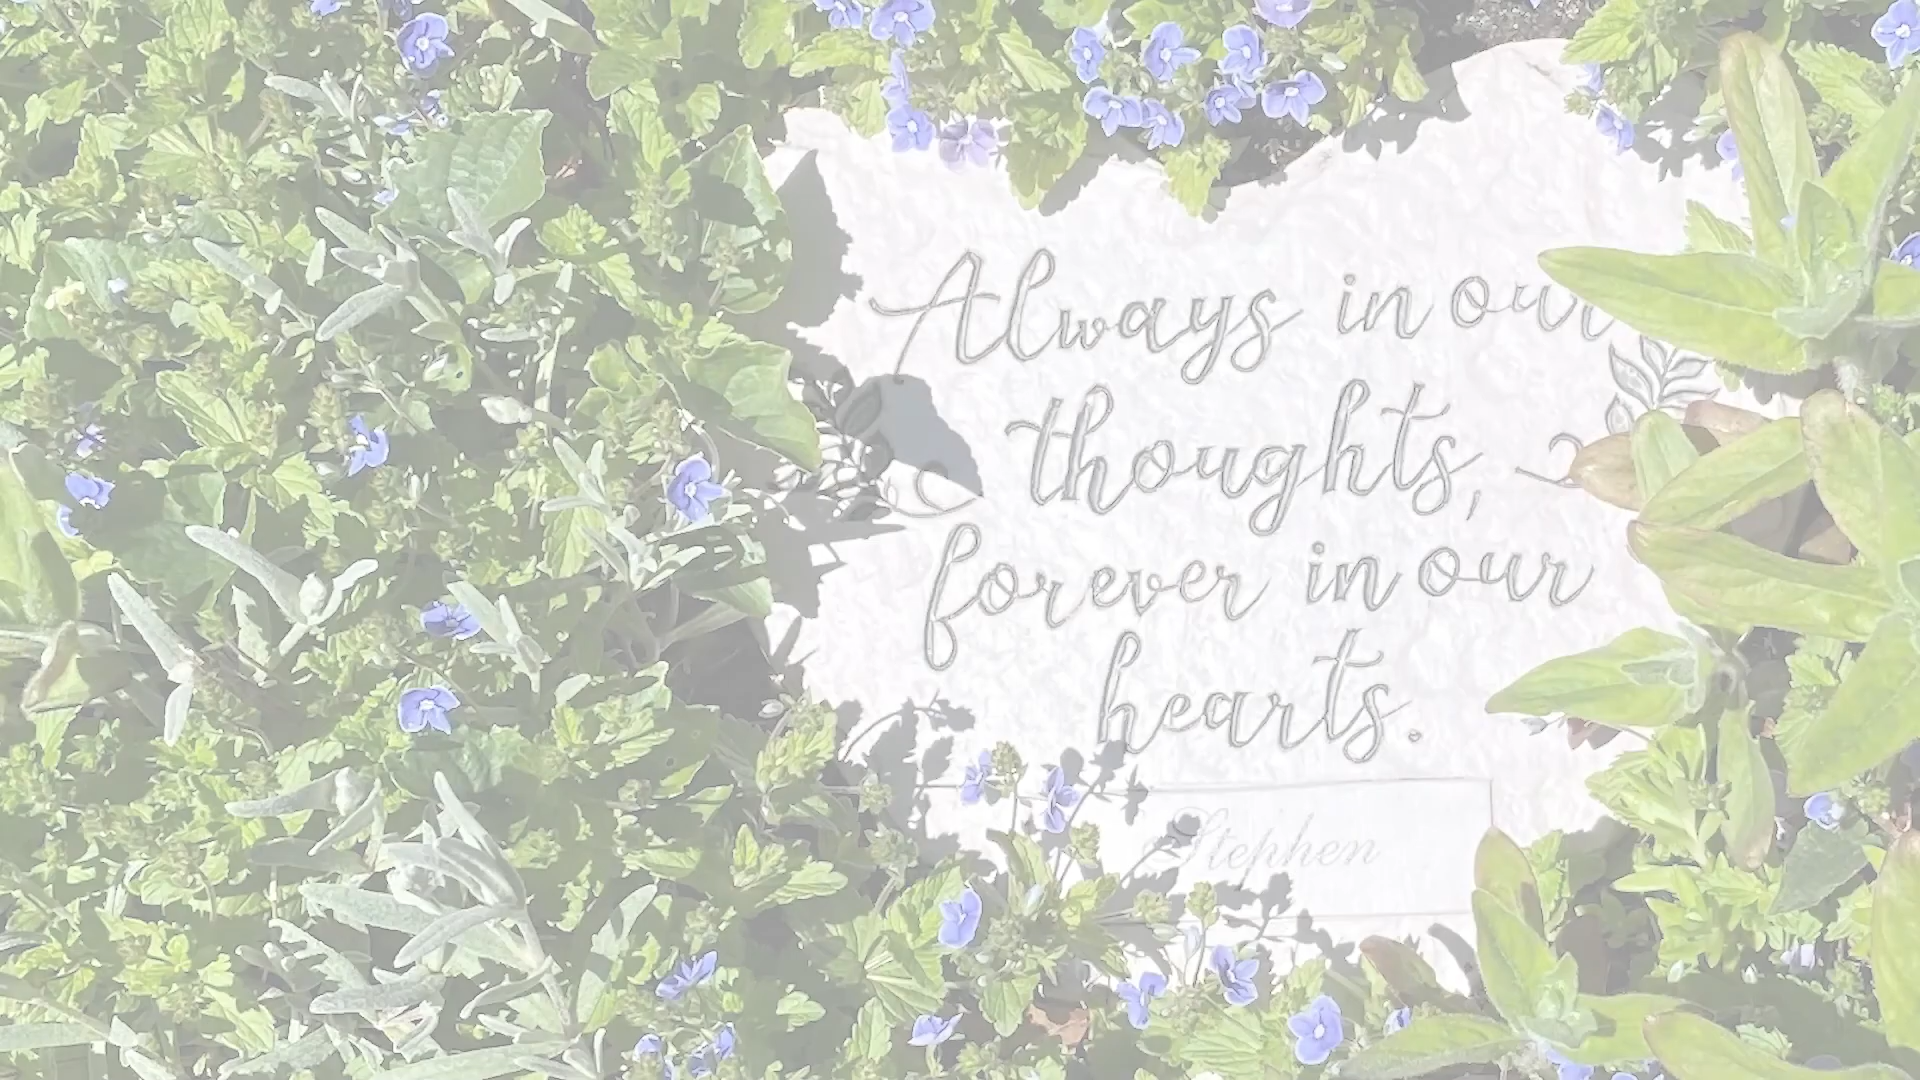 Always in our
thoughts,
forever in our
hearts.
Stephen